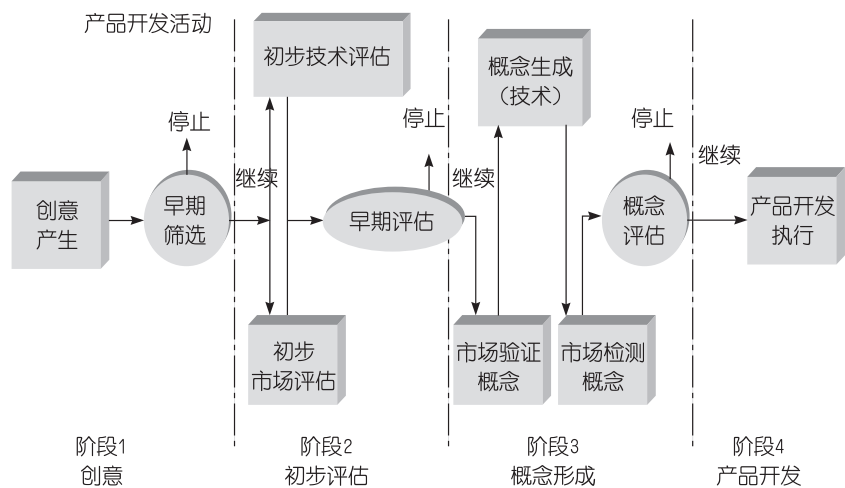 产品开发活动
创意
产生
停止
早期
筛选
继续
初步技术评估
初步
市场评估
停止
早期评估
继续
概念生成
（技术）
市场验证
概念
市场检测
概念
停止
概念
评估
继续
产品开发
执行
阶段1
创意
阶段2
初步评估
阶段3
概念形成
阶段4
产品开发